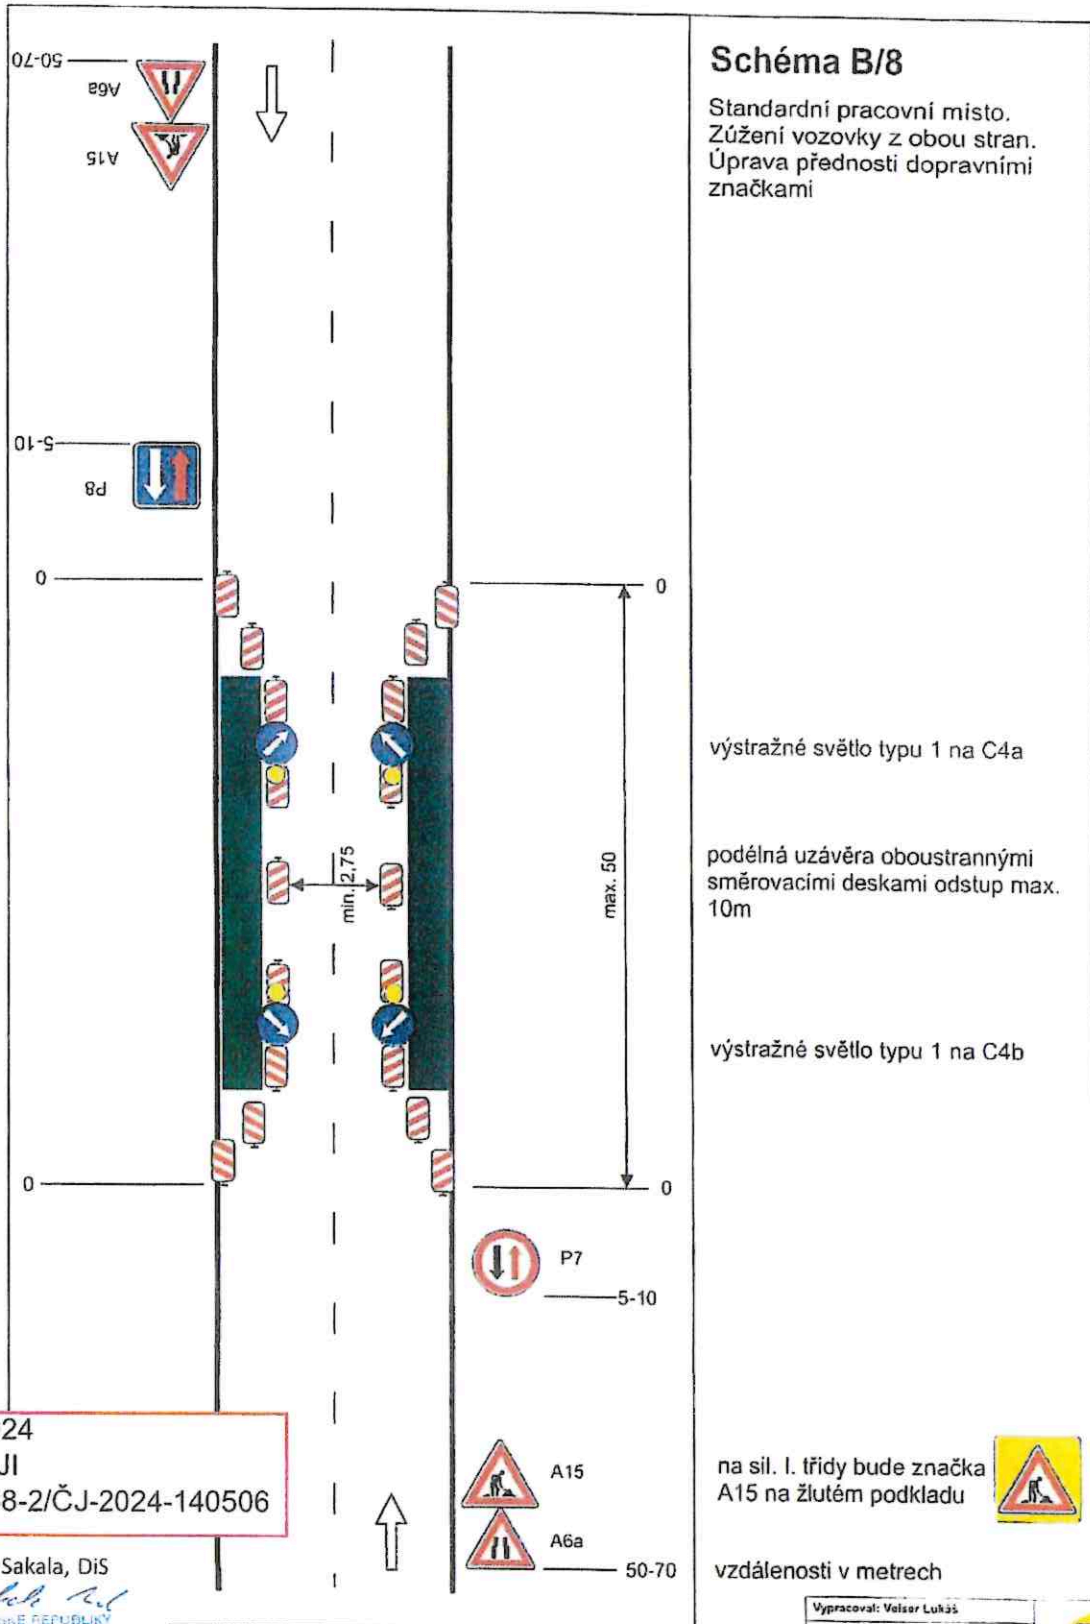 Schéma B/8
Standardní pracovní místo.
Zúžení vozovky z obou stran.
Úprava přednosti dopravními
značkami
50-70
A6a
A15
5-10
P8
0
0
výstražné světlo typu 1 na C4a
min. 2,75
max. 50
podélná uzávěra oboustrannými
směrovacími deskami odstup max.
10m
výstražné světlo typu 1 na C4b
0
0
P7
5-10
A15
A6a
50-70
na sil. I. třídy bude značka
A15 na žlutém podkladu
vzdálenosti v metrech
24
JI
8-2/ČJ-2024-140506
Sakala, DiS
REPUBLIKY
Vypracoval: Velser Lukáš